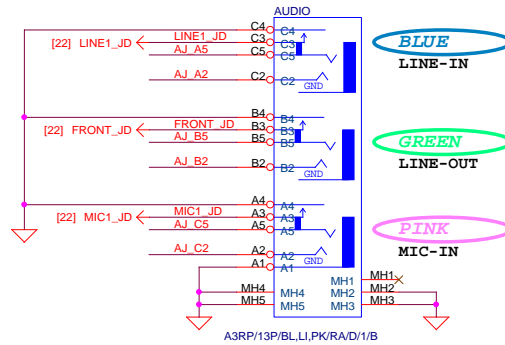 AUDIO
C4 C4
[22] LINE1_JD LINE1_JD C3 C3
AJ_A5 C5 C5
AJ_A2 C2 C2
GND
BLUE
LINE-IN
B4 B4
[22] FRONT_JD FRONT_JD B3 B3
AJ_B5 B5 B5
AJ_B2 B2 B2
GND
GREEN
LINE-OUT
A4 A4
[22] MIC1_JD MIC1_JD A3 A3
AJ_C5 A5 A5
AJ_C2 A2 A2
GND
A1 A1
PINK
MIC-IN
MH1 MH1
MH4 MH4 MH2 MH2
MH5 MH5 MH3 MH3
A3RP/13P/BL,LI,PK/RA/D/1/B